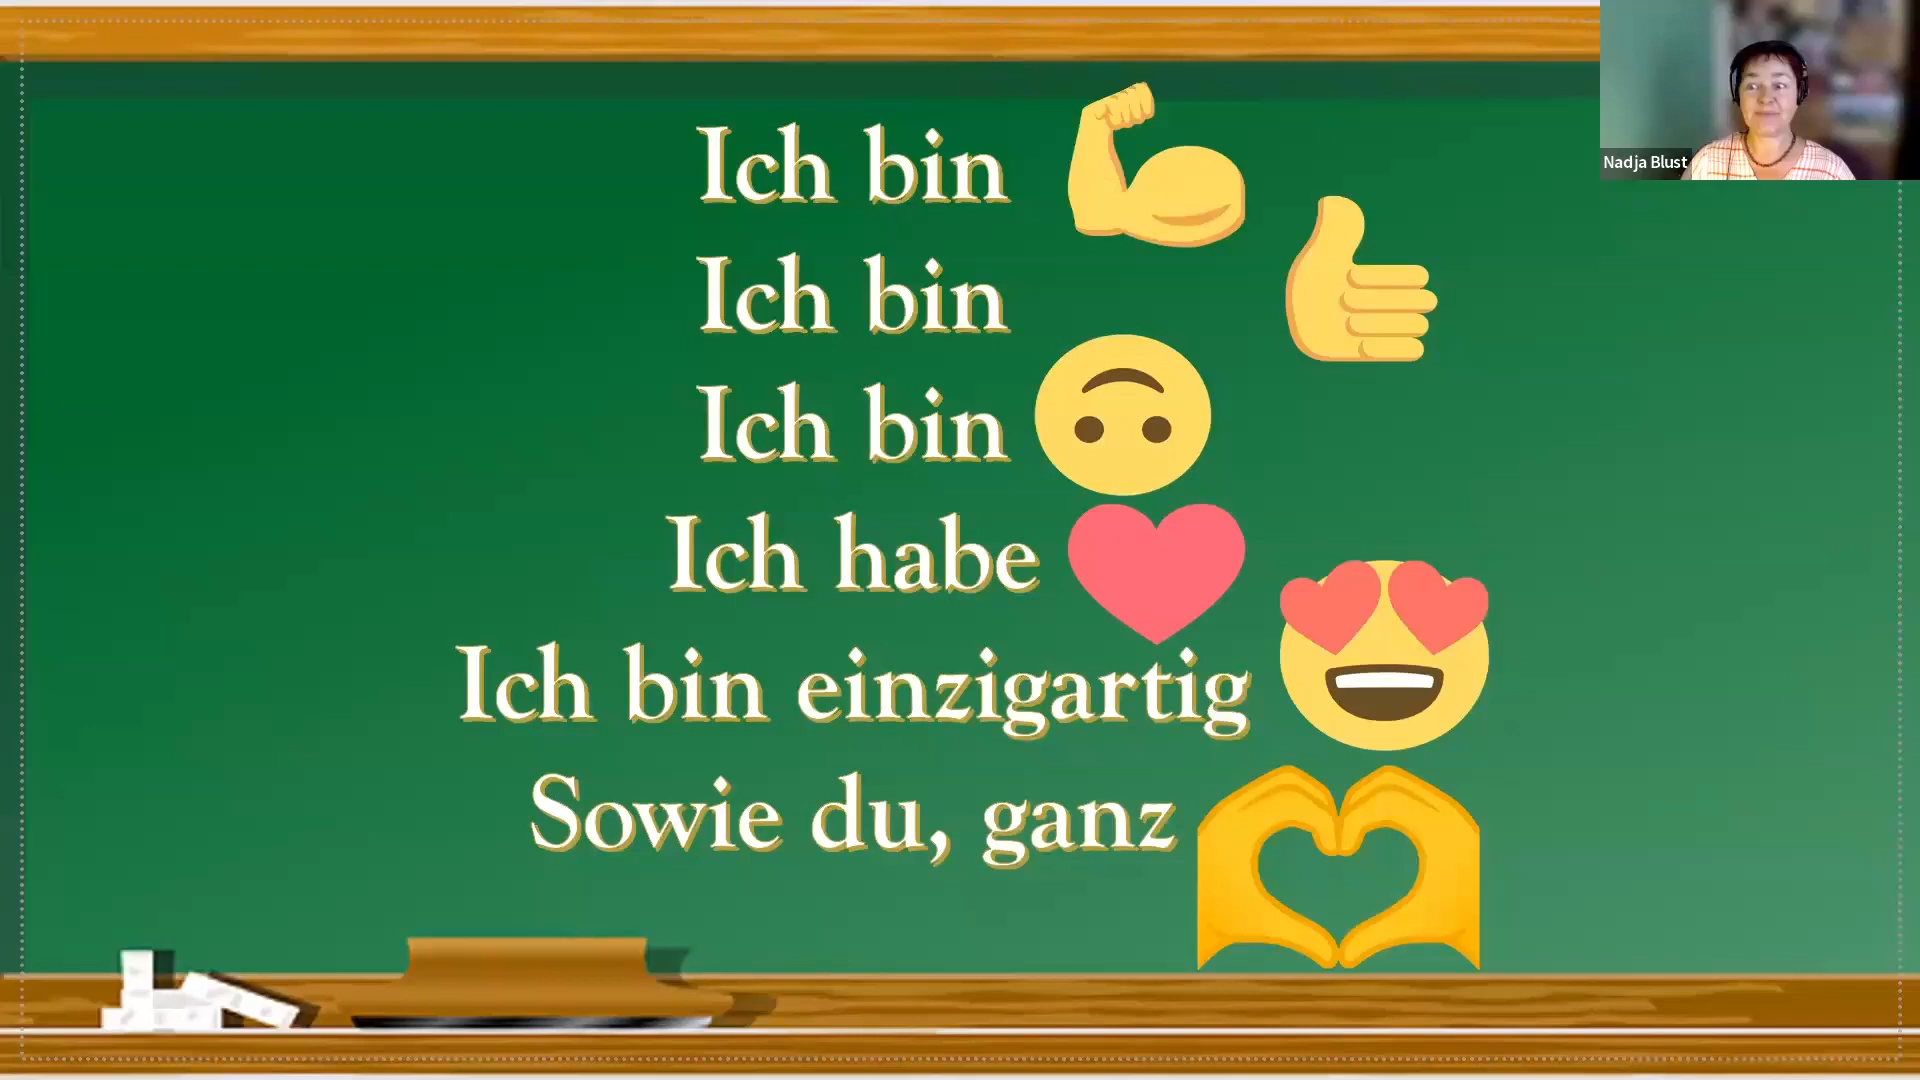 Ich bin
Ich bin
Ich bin
Ich habe
Ich bin einzigartig
Sowie du, ganz
Nadja Blust